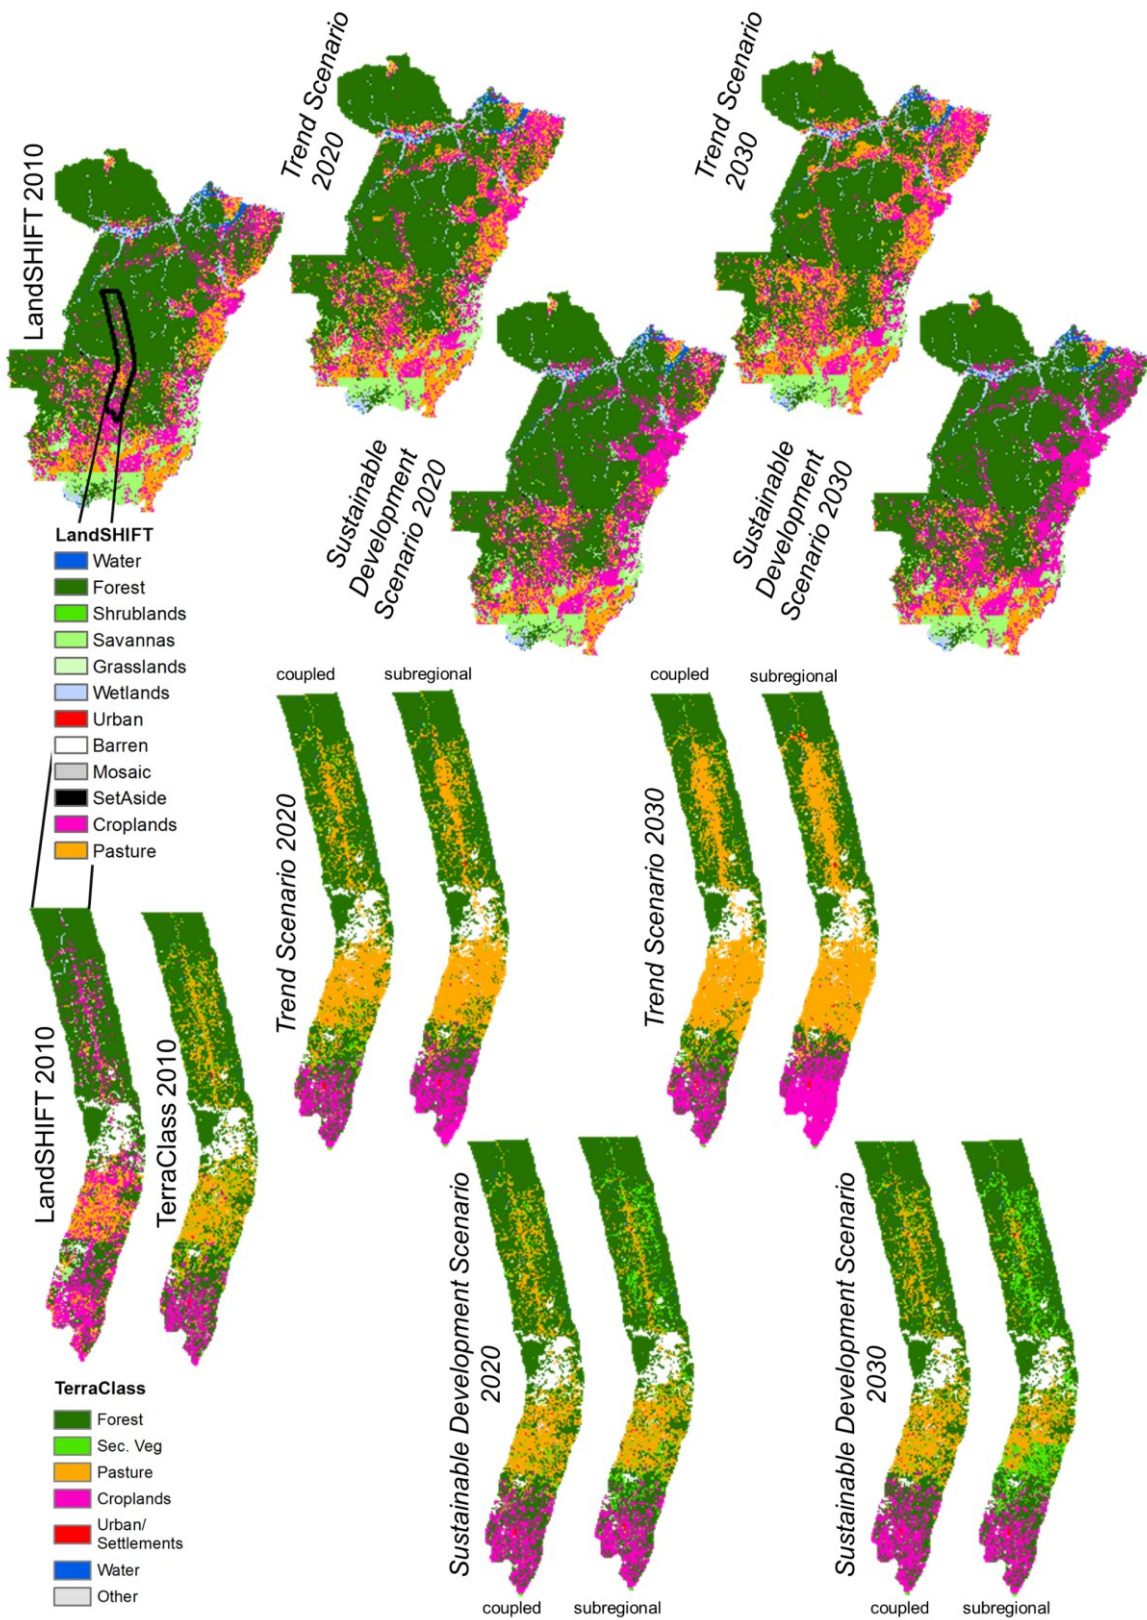 LandSHIFT 2010
Trend Scenario
2020
Trend Scenario
2030
Sustainable
Development
Scenario 2020
Sustainable
Development
Scenario 2030
LandSHIFT
Water
Forest
Shrublands
Savannas
Grasslands
Wetlands
Urban
Barren
Mosaic
SetAside
Croplands
Pasture
coupled
subregional
Trend Scenario 2020
coupled
subregional
Trend Scenario 2030
LandSHIFT 2010
TerraClass 2010
TerraClass
Forest
Sec. Veg
Pasture
Croplands
Urban/
Settlements
Water
Other
Sustainable Development Scenario
2020
coupled
subregional
Sustainable Development Scenario
2030
coupled
subregional